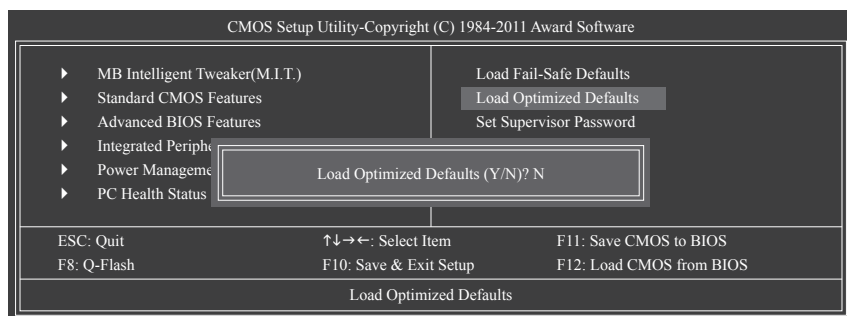 CMOS Setup Utility-Copyright (C) 1984-2011 Award Software
MB Intelligent Tweaker(M.I.T.)
Standard CMOS Features
Advanced BIOS Features
Integrated Periphe
Power Manageme
PC Health Status
Load Fail-Safe Defaults
Load Optimized Defaults
Set Supervisor Password
Load Optimized Defaults (Y/N)? N
ESC: Quit ↑↓→←: Select Item F11: Save CMOS to BIOS
F8: Q-Flash F10: Save & Exit Setup F12: Load CMOS from BIOS
Load Optimized Defaults